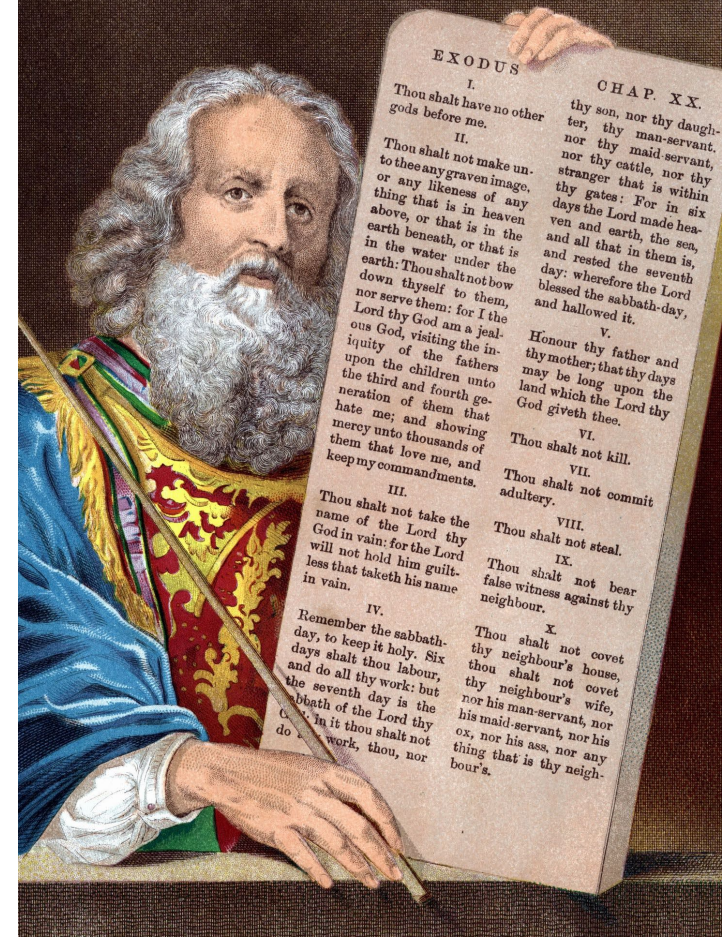 EXODUS
I.
Thou shalt have no other
gods before me.
II.
Thou shalt not make un-
to thee any graven image,
or any likeness of any
thing that is in heaven
above, or that is in the
earth beneath, or that is
in the water under the
earth: Thou shalt not bow
down thyself to them,
nor serve them: for I the
Lord thy God am a jeal-
ous God, visiting the in-
iquity of the fathers
upon the children unto
the third and fourth ge-
neration of them that
hate me; and showing
mercy unto thousands of
them that love me, and
keep my commandments.
III.
Thou shalt not take the
name of the Lord thy
God in vain: for the Lord
will not hold him guilt-
less that taketh his name
in vain.
IV.
Remember the sabbath-
day, to keep it holy. Six
days shalt thou labour,
and do all thy work: but
the seventh day is the
of the Lord thy
in it thou shalt not
do work, thou, nor
CHAP. XX.
thy son, nor thy daugh-
ter, thy man-servant,
nor thy maid-servant,
nor thy cattle, nor thy
stranger that is within
thy gates: For in six
days the Lord made hea-
ven and earth, the sea,
and all that in them is,
and rested the seventh
day: wherefore the Lord
blessed the sabbath-day,
and hallowed it.
V.
Honour thy father and
thy mother; that thy days
may be long upon the
land which the Lord thy
God giveth thee.
VI.
Thou shalt not kill.
VII.
Thou shalt not commit
adultery.
VIII.
Thou shalt not steal.
IX.
Thou shalt not bear
false witness against thy
neighbour.
X.
Thou shalt not covet
thy neighbour's house,
thou shalt not covet
thy neighbour's wife,
nor his man-servant, nor
his maid-servant, nor his
ox, nor his ass, nor any
thing that is thy neigh-
bour's.